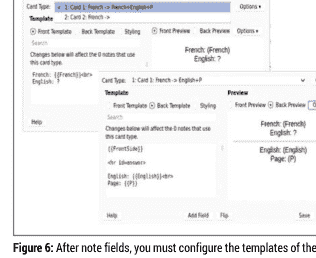 Card Type: 1: Card 1: French -> French+English+P Options
2: Card 2: French ->
Template
Front Template Back Template Styling Front Preview Back Preview Options
Search
Changes below will affect the 0 notes that use
this card type.
French: (French)
English: ?
French: {{French}}<br>
English: ?
Help
Card Type: 1: Card 1: French -> English+P
Template Preview
Front Template Back Template Styling Front Preview Back Preview
Search
Changes below will affect the 0 notes that use
this card type.
French: (French)
English: ?
{{FrontSide}}
<hr id=answer>
English: {{English}}<br>
Page: {{P}}
English: (English)
Page: (P)
Help Add Field Flip Save
Figure 6: After note fields, you must configure the templates of the